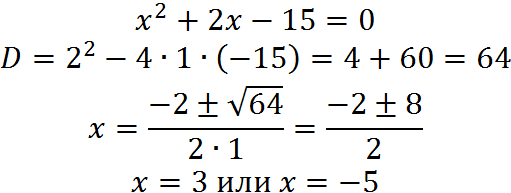 x² + 2x − 15 = 0
D = 2² − 4 · 1 · (−15) = 4 + 60 = 64
x = (−2 ± √64) / (2 · 1) = (−2 ± 8) / 2
x = 3 или x = −5